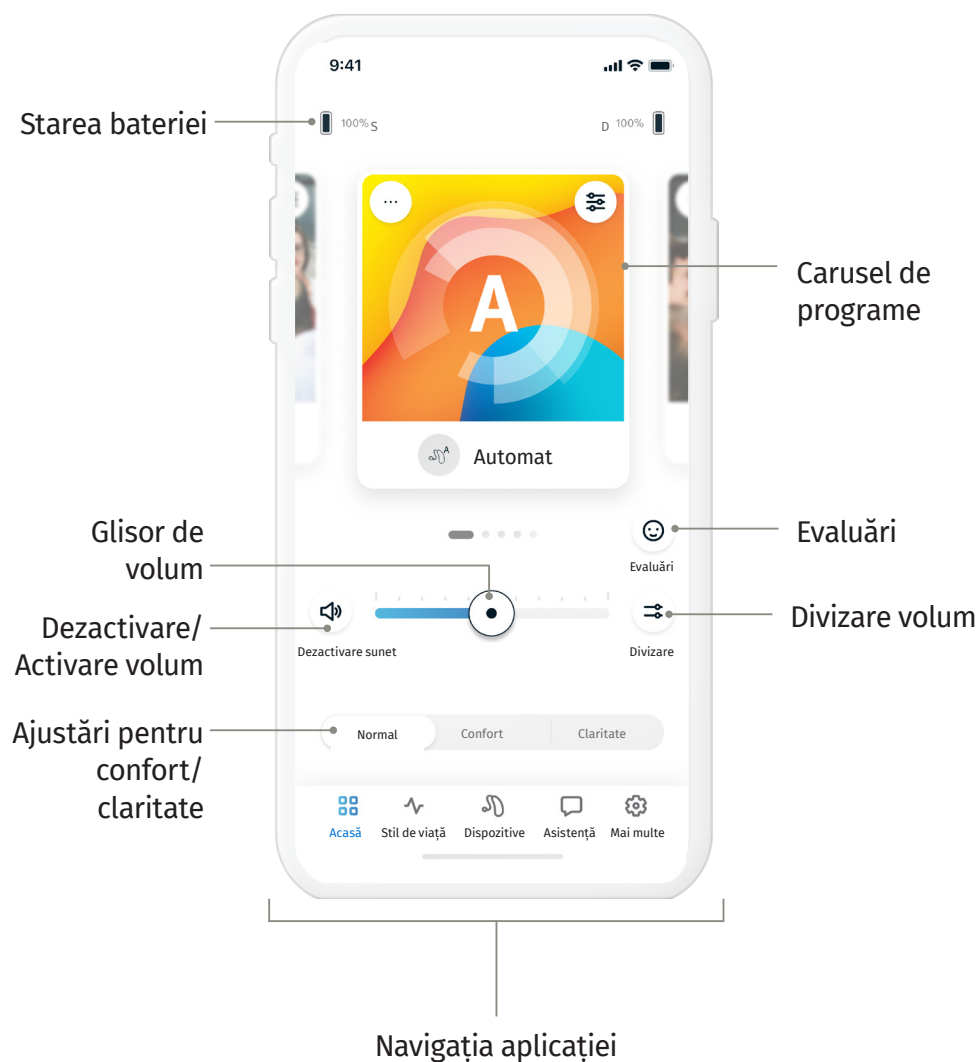 9:41
Starea bateriei
100% S
D 100%
...
A
Carusel de
programe
A
Automat
Glisor de
volum
Evaluări
Evaluări
Dezactivare/
Activare volum
Divizare volum
Dezactivare sunet
Divizare
Ajustări pentru
confort/
claritate
Normal
Confort
Claritate
Acasă
Stil de viață
Dispozitive
Asistență
Mai multe
Navigația aplicației